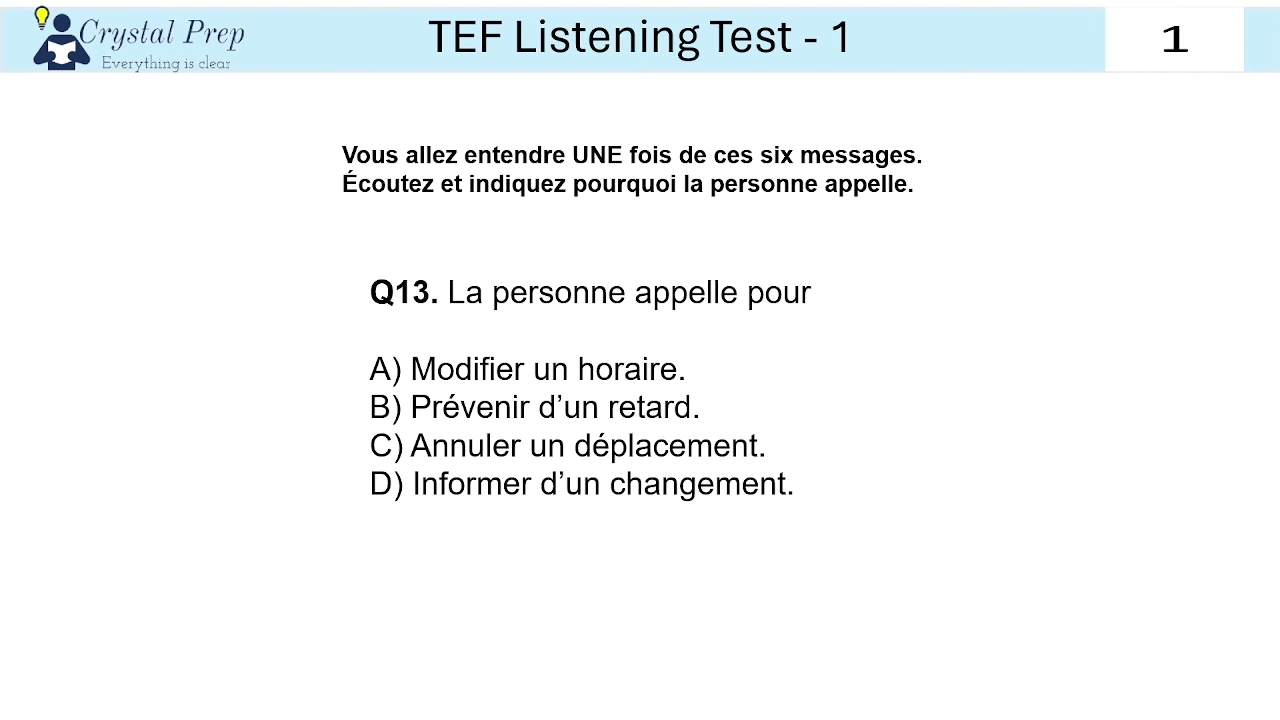 Crystal Prep
Everything is clear
TEF Listening Test - 1
1
Vous allez entendre UNE fois de ces six messages.
Écoutez et indiquez pourquoi la personne appelle.
Q13. La personne appelle pour
A) Modifier un horaire.
B) Prévenir d’un retard.
C) Annuler un déplacement.
D) Informer d’un changement.